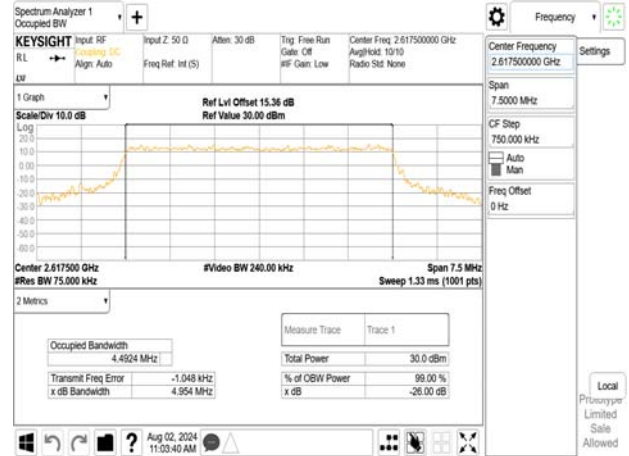 Spectrum Analyzer 1
Occupied BW
Frequency
KEYSIGHT
Input: RF
Coupling: DC
Align: Auto
Input Z: 50 Ω
Freq Ref: Int (S)
Atten: 30 dB
Trig: Free Run
Gate: Off
#IF Gain: Low
Center Freq: 2.617500000 GHz
Avg|Hold: 10/10
Radio Std: None
RL
LXI
Center Frequency
2.617500000 GHz
Settings
Span
7.5000 MHz
CF Step
750.000 kHz
Auto
Man
Freq Offset
0 Hz
1 Graph
Ref Lvl Offset 15.36 dB
Scale/Div 10.0 dB
Ref Value 30.00 dBm
Log
20.0
10.0
0.00
-10.0
-20.0
-30.0
-40.0
-50.0
-60.0
Center 2.617500 GHz
#Video BW 240.00 kHz
Span 7.5 MHz
#Res BW 75.000 kHz
Sweep 1.33 ms (1001 pts)
2 Metrics
Measure Trace
Trace 1
Occupied Bandwidth
4.4924 MHz
Total Power
30.0 dBm
Transmit Freq Error
-1.048 kHz
% of OBW Power
99.00 %
x dB Bandwidth
4.954 MHz
x dB
-26.00 dB
Local
Prototype
Limited
Sale
Allowed
?
Aug 02, 2024
11:03:40 AM